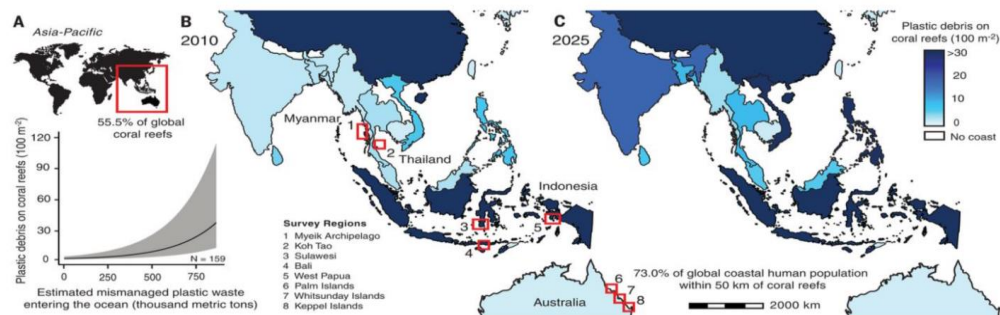 A
Asia-Pacific
55.5% of global
coral reefs
Plastic debris on coral reefs (100 m-2)
120
90
60
30
0
N = 159
0
250
500
750
Estimated mismanaged plastic waste
entering the ocean (thousand metric tons)
B
2010
Myanmar
1
2
Thailand
Indonesia
3
4
5
Survey Regions
1 Myeik Archipelago
2 Koh Tao
3 Sulawesi
4 Bali
5 West Papua
6 Palm Islands
7 Whitsunday Islands
8 Keppel Islands
Australia
6
7
8
C
2025
Plastic debris on
coral reefs (100 m-2)
>30
20
10
0
No coast
73.0% of global coastal human population
within 50 km of coral reefs
2000 km